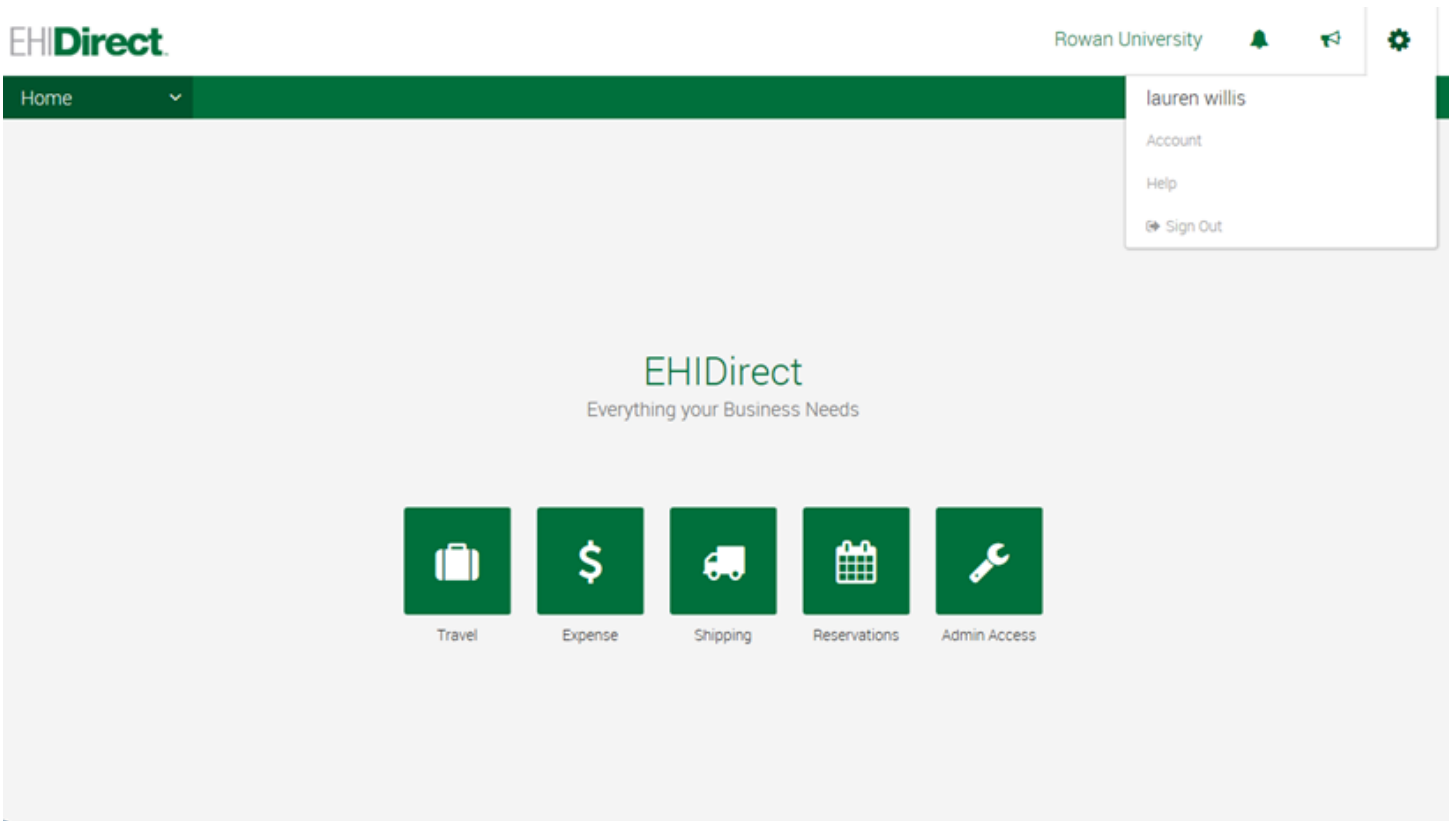 EHIDirect.
Rowan University
Home
lauren willis
Account
Help
Sign Out
EHIDirect
Everything your Business Needs
Travel Expense Shipping Reservations Admin Access